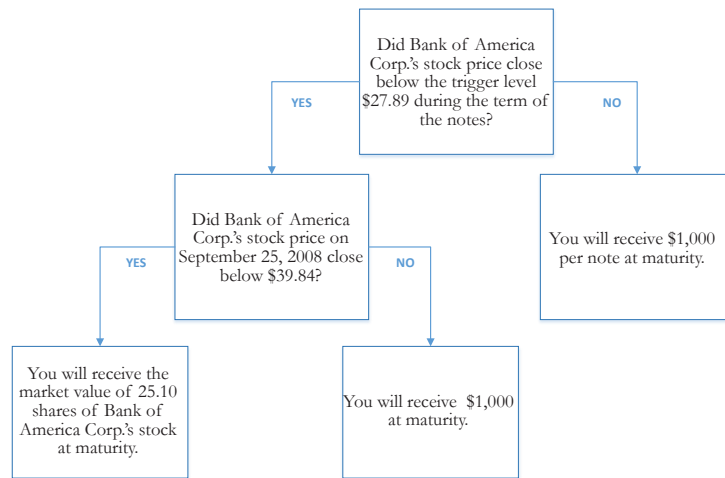 Did Bank of America
Corp.'s stock price close
below the trigger level
$27.89 during the term of
the notes?
YES
NO
Did Bank of America
Corp.'s stock price on
September 25, 2008 close
below $39.84?
You will receive $1,000
per note at maturity.
YES
NO
You will receive the
market value of 25.10
shares of Bank of
America Corp.'s stock
at maturity.
You will receive $1,000
at maturity.